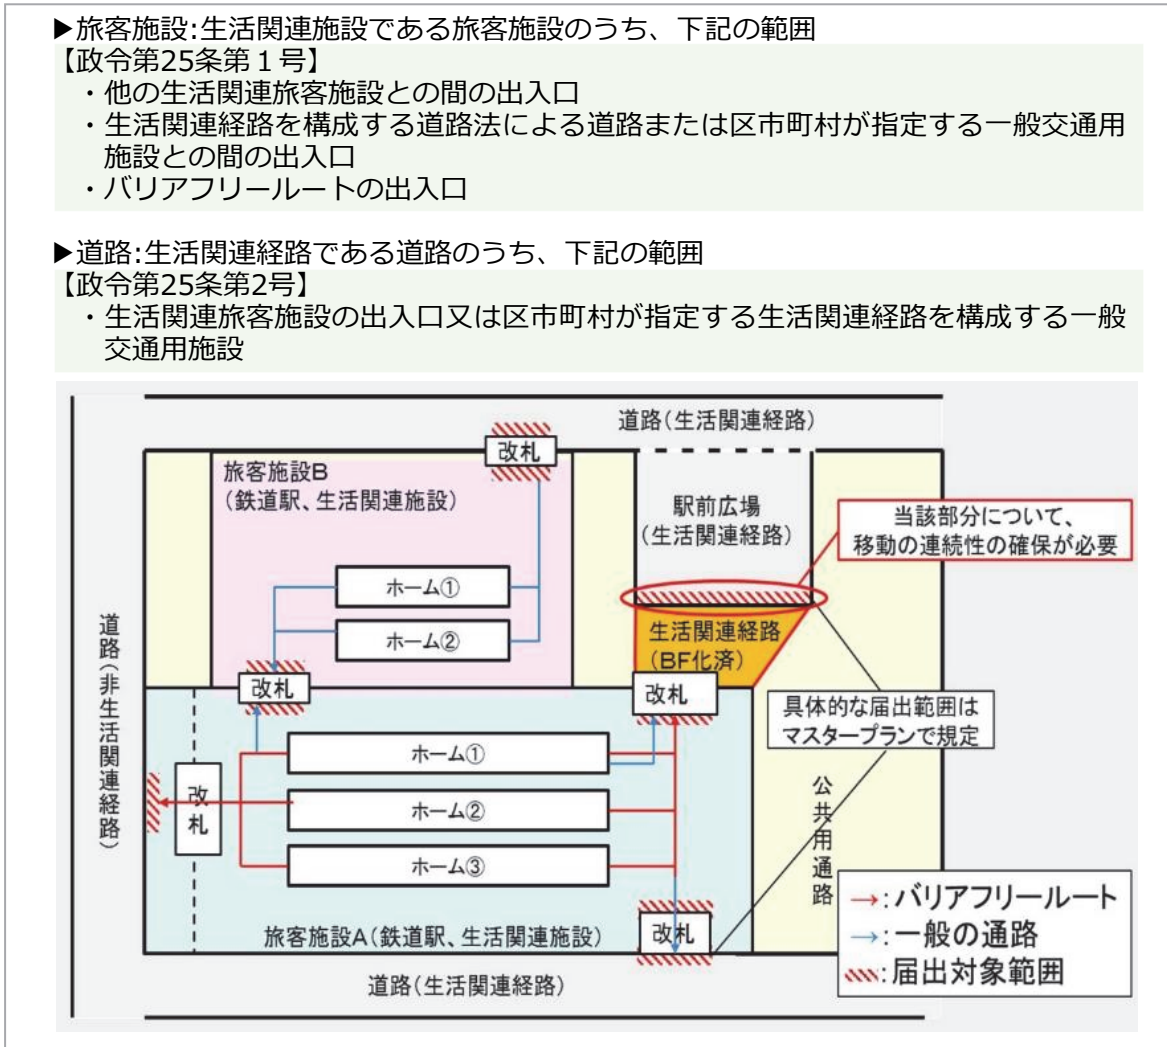 ▶旅客施設:生活関連施設である旅客施設のうち、下記の範囲
【政令第25条第１号】
・他の生活関連旅客施設との間の出入口
・生活関連経路を構成する道路法による道路または区市町村が指定する一般交通用
施設との間の出入口
・バリアフリールートの出入口
▶道路:生活関連経路である道路のうち、下記の範囲
【政令第25条第2号】
・生活関連旅客施設の出入口又は区市町村が指定する生活関連経路を構成する一般
交通用施設
道路(生活関連経路)
改札
旅客施設B
(鉄道駅、生活関連施設)
駅前広場
(生活関連経路)
当該部分について、
移動の連続性の確保が必要
ホーム①
ホーム②
生活関連経路
(BF化済)
道路(非生活関連経路)
改札
改札
具体的な届出範囲は
マスタープランで規定
ホーム①
改札
ホーム②
ホーム③
公共用通路
旅客施設A(鉄道駅、生活関連施設)
改札
道路(生活関連経路)
→:バリアフリールート
→:一般の通路
:届出対象範囲